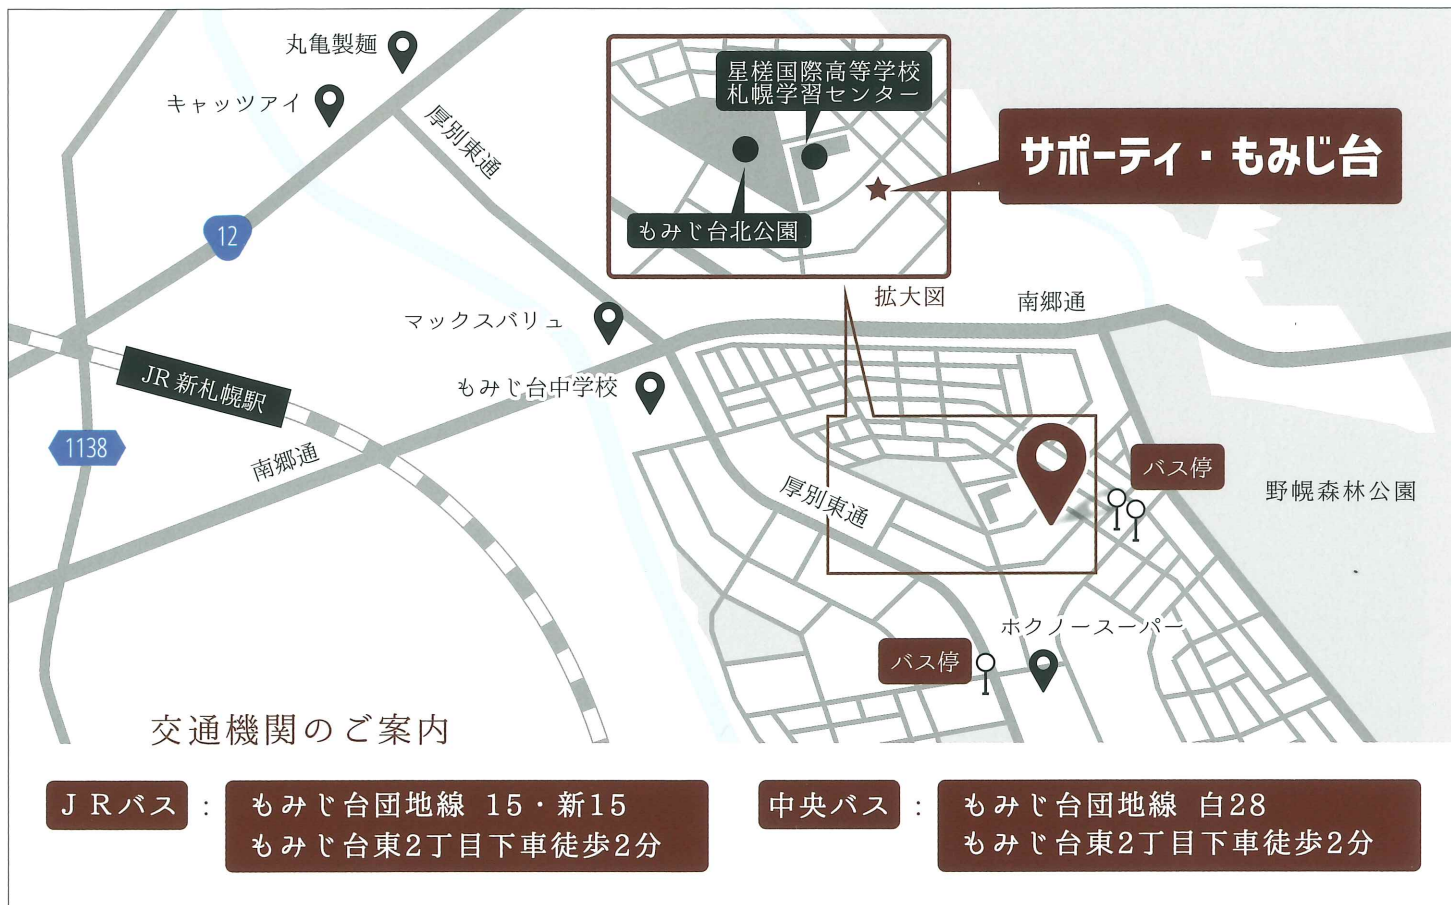 丸亀製麺
キャッツアイ
厚別東通
星槎国際高等学校
札幌学習センター
サポーティ・もみじ台
もみじ台北公園
12
拡大図
南郷通
マックスバリュ
JR 新札幌駅
もみじ台中学校
1138
南郷通
バス停
厚別東通
野幌森林公園
ホクノースーパー
バス停
交通機関のご案内
JRバス : もみじ台団地線 15・新15
もみじ台東2丁目下車徒歩2分
中央バス : もみじ台団地線 白28
もみじ台東2丁目下車徒歩2分